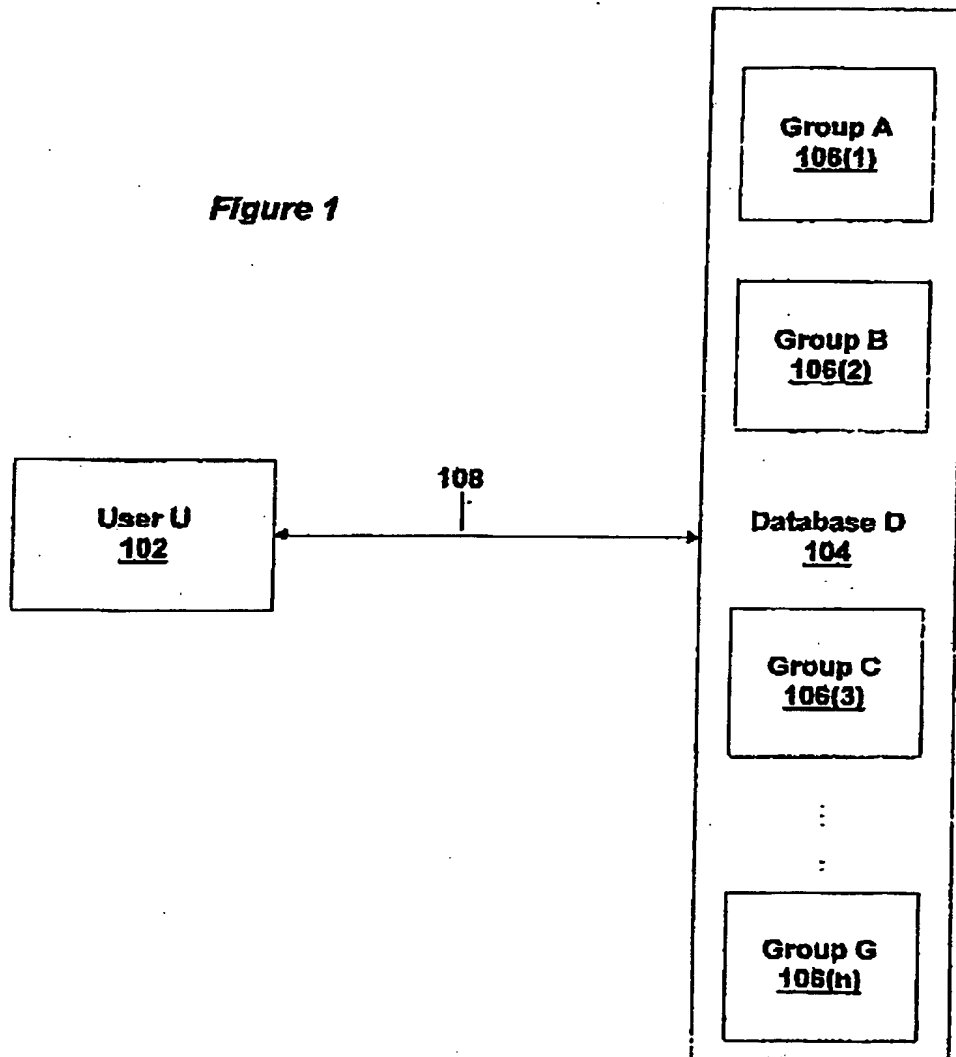 Figure 1
Group A
106(1)
Group B
106(2)
User U
102
108
Database D
104
Group C
106(3)
Group G
106(n)